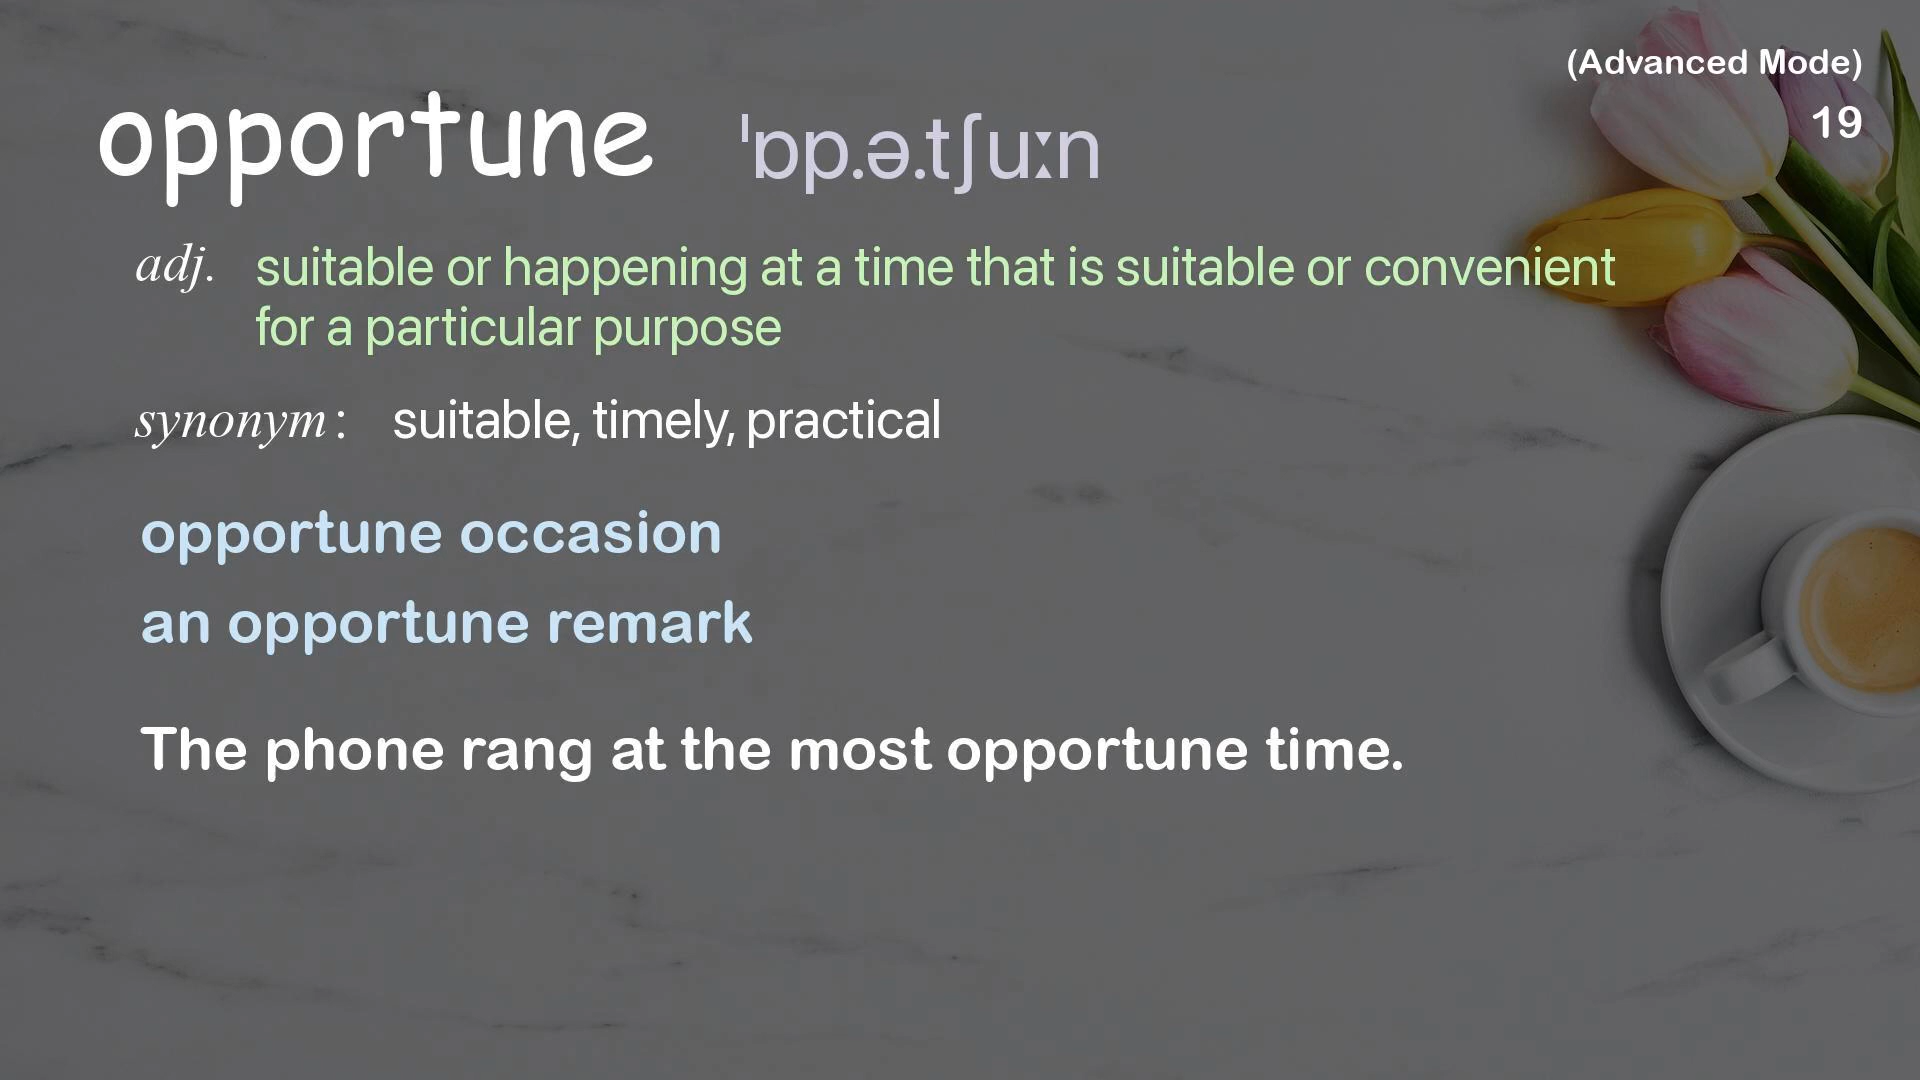 (Advanced Mode)
19
opportune ˈɒp.ə.tʃuːn
adj. suitable or happening at a time that is suitable or convenient
for a particular purpose
synonym: suitable, timely, practical
opportune occasion
an opportune remark
The phone rang at the most opportune time.